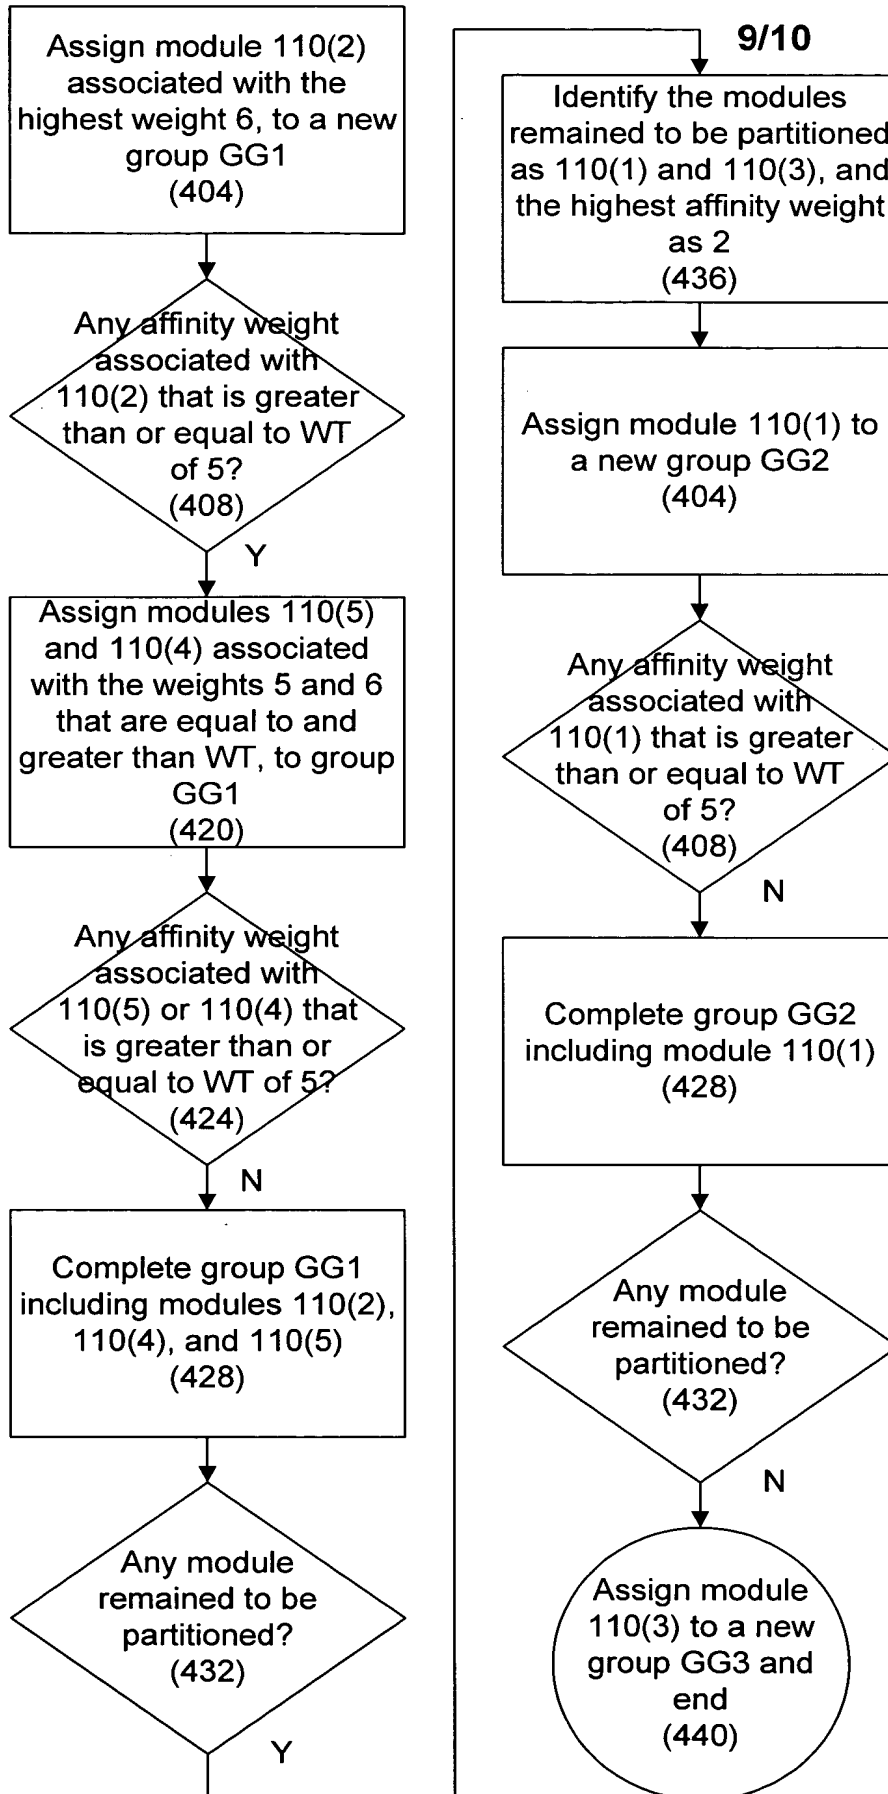 Assign module 110(2)
associated with the
highest weight 6, to a new
group GG1
(404)
Any affinity weight
associated with
110(2) that is greater
than or equal to WT
of 5?
(408)
Y
Assign modules 110(5)
and 110(4) associated
with the weights 5 and 6
that are equal to and
greater than WT, to group
GG1
(420)
Any affinity weight
associated with
110(5) or 110(4) that
is greater than or
equal to WT of 5?
(424)
N
Complete group GG1
including modules 110(2),
110(4), and 110(5)
(428)
Any module
remained to be
partitioned?
(432)
Y
9/10
Identify the modules
remained to be partitioned
as 110(1) and 110(3), and
the highest affinity weight
as 2
(436)
Assign module 110(1) to
a new group GG2
(404)
Any affinity weight
associated with
110(1) that is greater
than or equal to WT
of 5?
(408)
N
Complete group GG2
including module 110(1)
(428)
Any module
remained to be
partitioned?
(432)
N
Assign module
110(3) to a new
group GG3 and
end
(440)